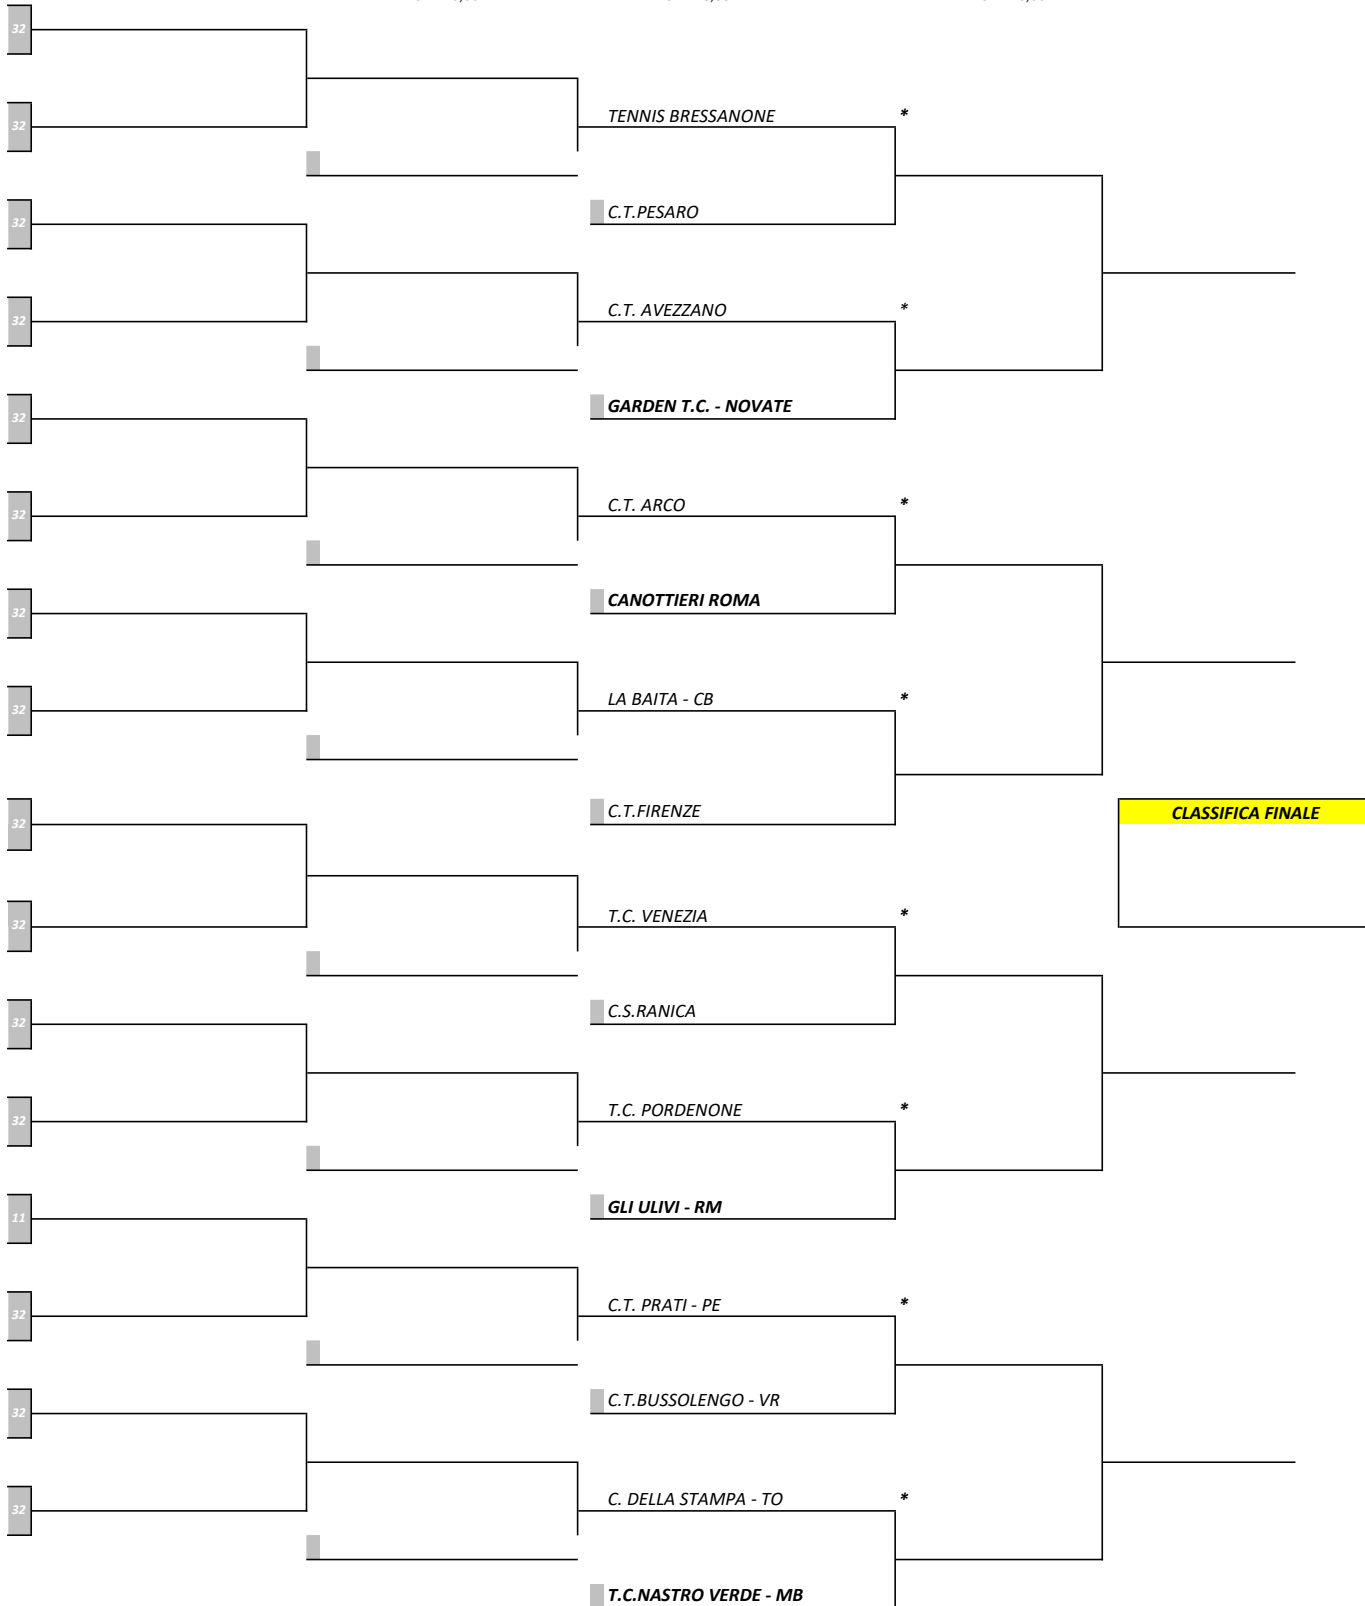 32
32
TENNIS BRESSANONE *
32
C.T.PESARO
32
C.T. AVEZZANO *
32
GARDEN T.C. - NOVATE
32
C.T. ARCO *
32
CANOTTIERI ROMA
32
LA BAITA - CB *
32
C.T.FIRENZE
CLASSIFICA FINALE
32
T.C. VENEZIA *
32
C.S.RANICA
32
T.C. PORDENONE *
11
GLI ULIVI - RM
32
C.T. PRATI - PE *
32
C.T.BUSSOLENGO - VR
32
C. DELLA STAMPA - TO *
T.C.NASTRO VERDE - MB